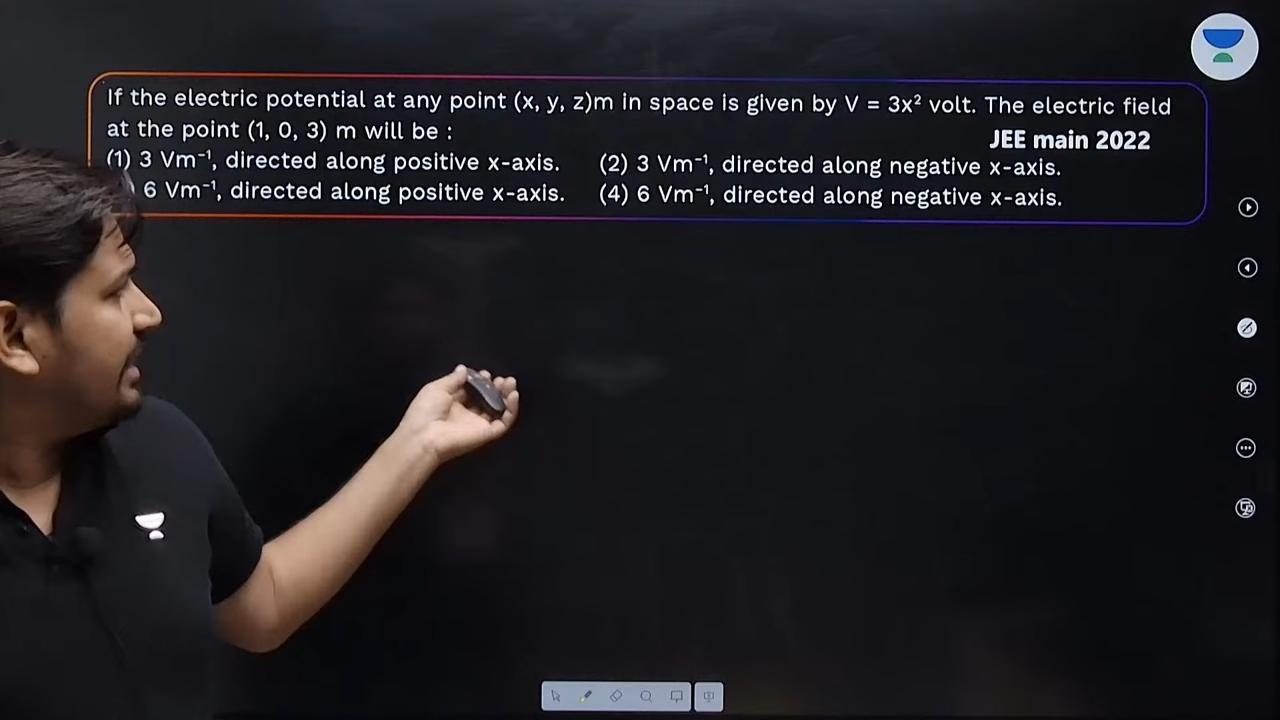 If the electric potential at any point (x, y, z)m in space is given by V = 3x² volt. The electric field
at the point (1, 0, 3) m will be :
JEE main 2022
(1) 3 Vm⁻¹, directed along positive x-axis. (2) 3 Vm⁻¹, directed along negative x-axis.
) 6 Vm⁻¹, directed along positive x-axis. (4) 6 Vm⁻¹, directed along negative x-axis.